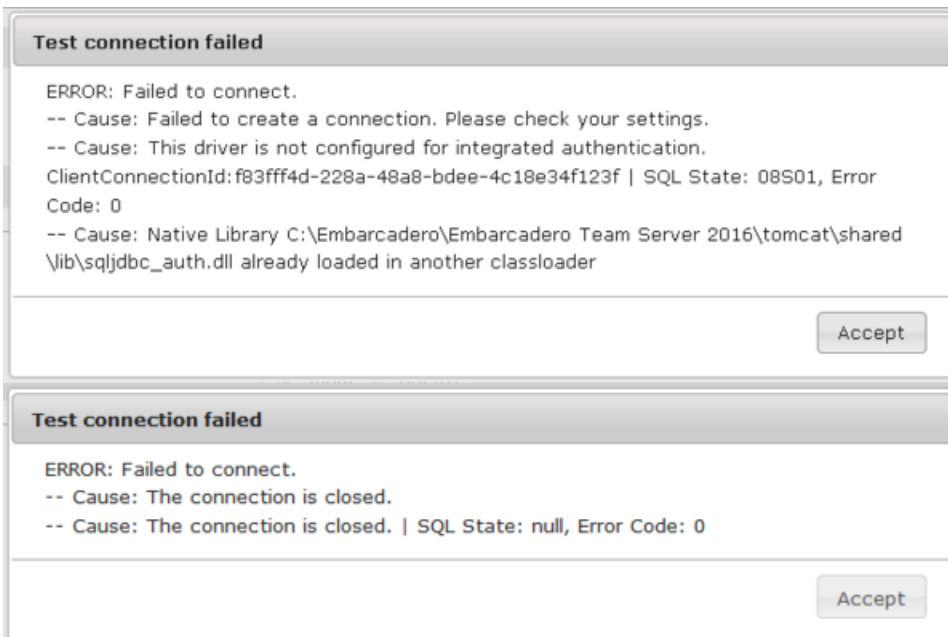 Test connection failed
ERROR: Failed to connect.
-- Cause: Failed to create a connection. Please check your settings.
-- Cause: This driver is not configured for integrated authentication.
ClientConnectionId:f83fff4d-228a-48a8-bdee-4c18e34f123f | SQL State: 08S01, Error
Code: 0
-- Cause: Native Library C:\Embarcadero\Embarcadero Team Server 2016\tomcat\shared
\lib\sqljdbc_auth.dll already loaded in another classloader
Accept
Test connection failed
ERROR: Failed to connect.
-- Cause: The connection is closed.
-- Cause: The connection is closed. | SQL State: null, Error Code: 0
Accept